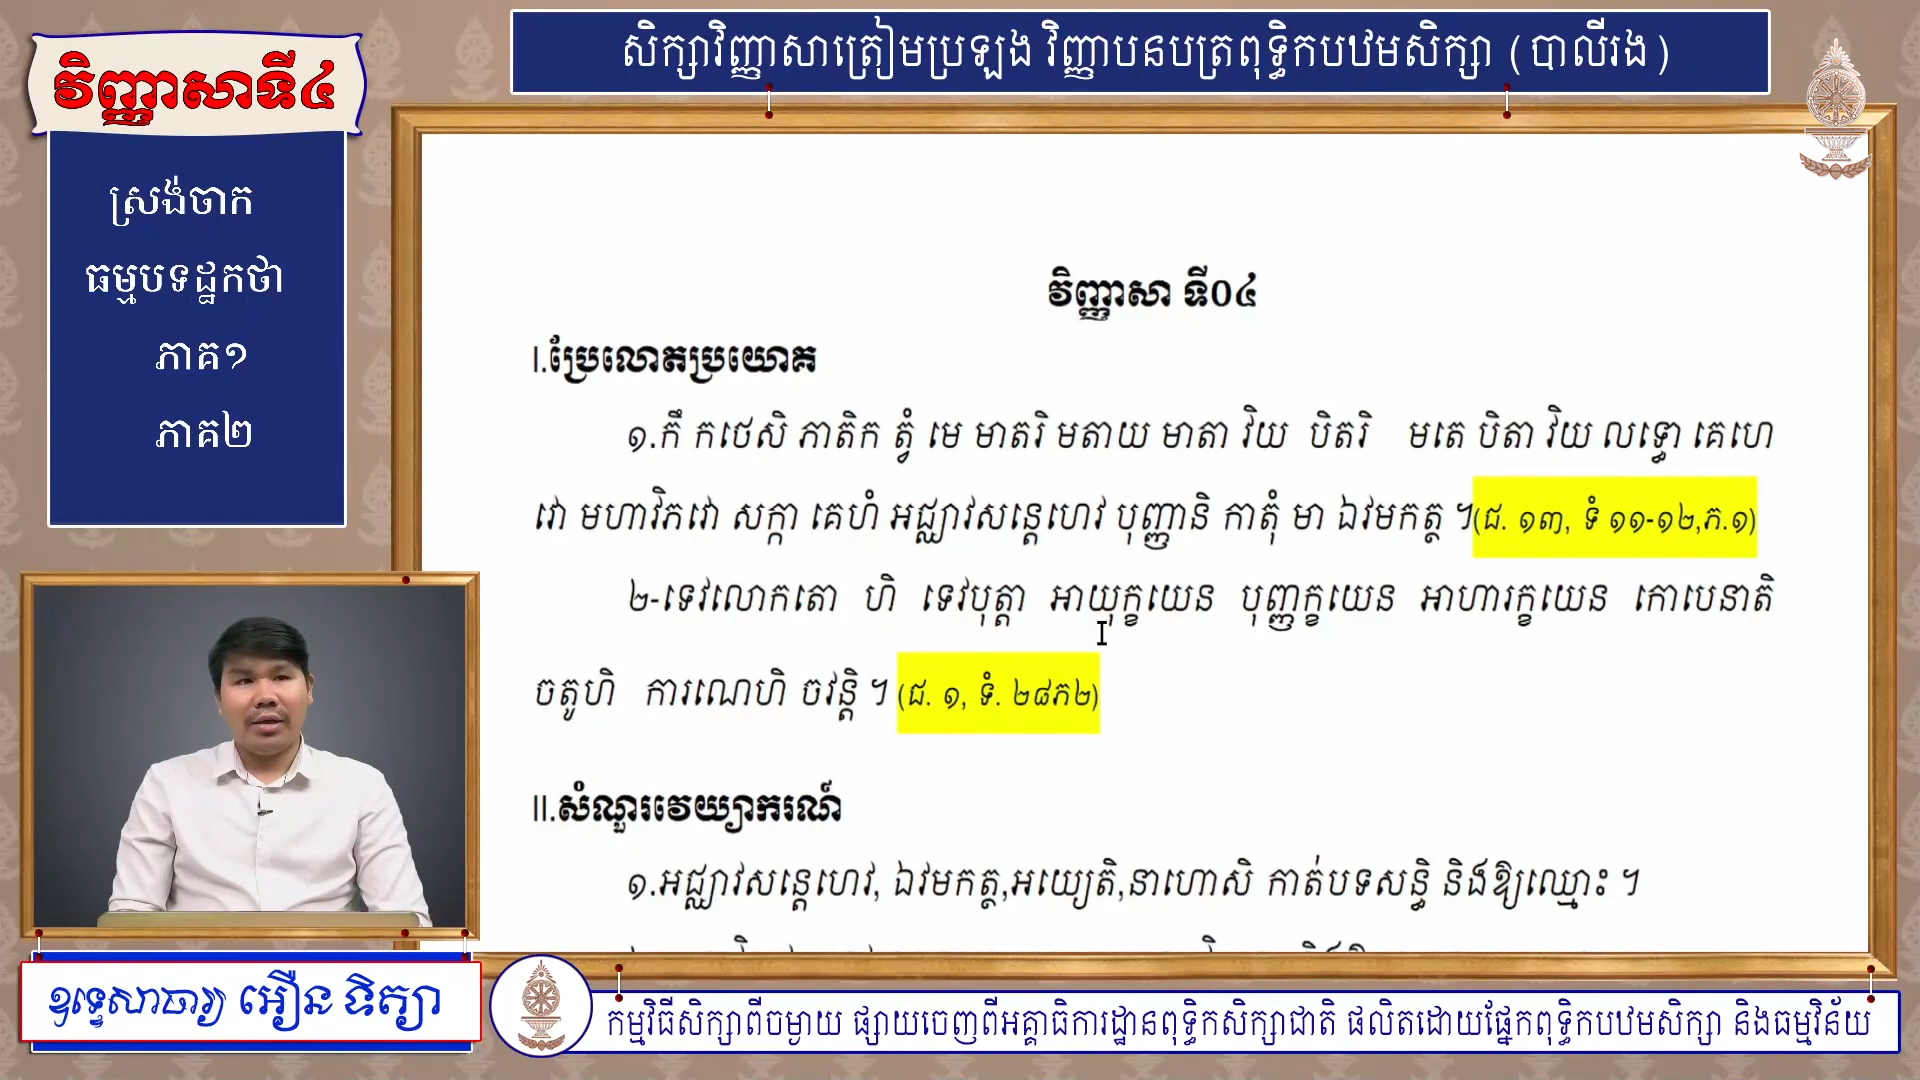 វិញ្ញាសាទី៤
សិក្សាវិញ្ញាសាត្រៀមប្រឡង វិញ្ញាបនបត្រពុទ្ធិកបឋមសិក្សា (បាលីរង)
ស្រង់ចាក
ធម្មបទដ្ឋកថា
ភាគ១
ភាគ២
វិញ្ញាសា ទី០៤
I.ប្រែលោតប្រយោគ
១.កឹ កថេសិ ភាតិក ត្វំ មេ មាតរិ មតាយ មាតា វិយ បិតរិ មតេ បិតា វិយ លទ្ធោ គេហេ
វោ មហាវិភវោ សក្កា គេហំ អជ្ឈាវសន្តេហេវ បុញ្ញានិ កាតុំ មា ឯវមកត្ថ ។(ជ. ១៣, ទំ ១១-១២,ភ.១)
២-ទេវលោកតោ ហិ ទេវបុត្តា អាយុក្ខយេន បុញ្ញក្ខយេន អាហារក្ខយេន កោបេនាតិ
ចតូហិ ការណេហិ ចវន្តិ ។ (ជ. ១, ទំ. ២៨ភ២)
II.សំណួរវេយ្យាករណ៍
១.អជ្ឈាវសន្តេហេវ, ឯវមកត្ថ,អយ្យេតិ,នាហោសិ កាត់បទសន្ធិ និងឱ្យឈ្មោះ ។
ឧទ្ទេសាចារ្យ អឿន ទិត្យា
កម្មវិធីសិក្សាពីចម្ងាយ ផ្សាយចេញពីអគ្គាធិការដ្ឋានពុទ្ធិកសិក្សាជាតិ ផលិតដោយផ្នែកពុទ្ធិកបឋមសិក្សា និងធម្មវិន័យ